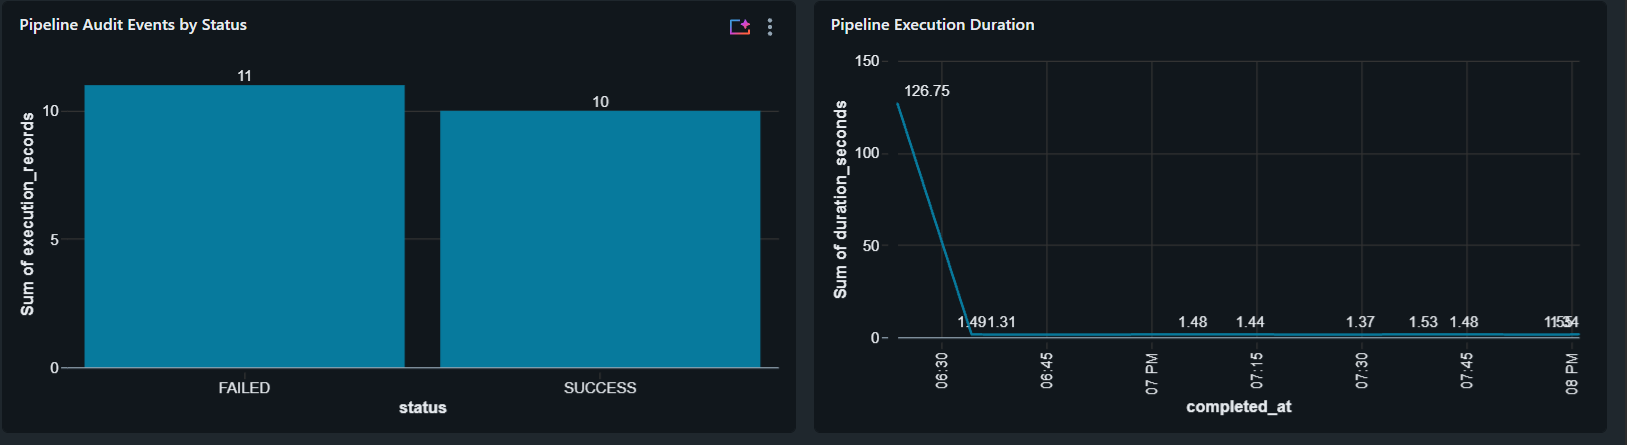 Pipeline Audit Events by Status
Sum of execution_records
10
5
0
11
10
FAILED
SUCCESS
status
Pipeline Execution Duration
Sum of duration_seconds
150
100
50
0
126.75
1.49
1.31
1.48
1.44
1.37
1.53
1.48
06:30
06:45
07 PM
07:15
07:30
07:45
08 PM
completed_at